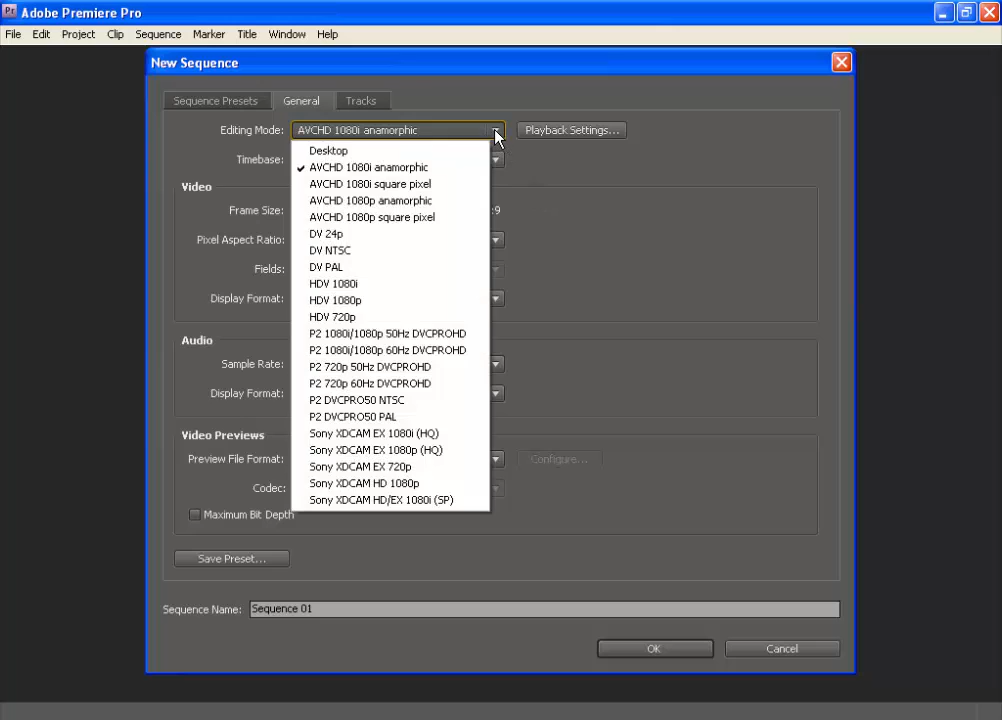 Pr Adobe Premiere Pro
File Edit Project Clip Sequence Marker Title Window Help
New Sequence
Sequence Presets General Tracks
Editing Mode: AVCHD 1080i anamorphic Playback Settings...
Desktop
Timebase:
AVCHD 1080i anamorphic
AVCHD 1080i square pixel
Video
AVCHD 1080p anamorphic
Frame Size: :9
AVCHD 1080p square pixel
DV 24p
Pixel Aspect Ratio:
DV NTSC
DV PAL
Fields:
HDV 1080i
HDV 1080p
Display Format:
HDV 720p
P2 1080i/1080p 50Hz DVCPROHD
Audio
P2 1080i/1080p 60Hz DVCPROHD
Sample Rate:
P2 720p 50Hz DVCPROHD
P2 720p 60Hz DVCPROHD
Display Format:
P2 DVCPRO50 NTSC
P2 DVCPRO50 PAL
Video Previews
Sony XDCAM EX 1080i (HQ)
Sony XDCAM EX 1080p (HQ)
Preview File Format: Configure...
Sony XDCAM EX 720p
Sony XDCAM HD 1080p
Codec:
Sony XDCAM HD/EX 1080i (SP)
Maximum Bit Depth
Save Preset...
Sequence Name: Sequence 01
OK Cancel